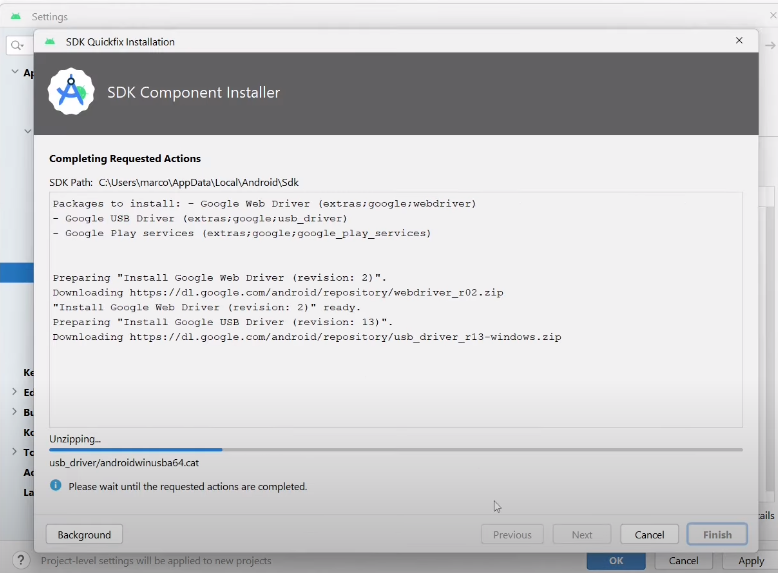 Settings
SDK Quickfix Installation
SDK Component Installer
Completing Requested Actions
SDK Path: C:\Users\marco\AppData\Local\Android\Sdk
Packages to install: - Google Web Driver (extras;google;webdriver)
- Google USB Driver (extras;google;usb_driver)
- Google Play services (extras;google;google_play_services)
Preparing "Install Google Web Driver (revision: 2)".
Downloading https://dl.google.com/android/repository/webdriver_r02.zip
"Install Google Web Driver (revision: 2)" ready.
Preparing "Install Google USB Driver (revision: 13)".
Downloading https://dl.google.com/android/repository/usb_driver_r13-windows.zip
Unzipping...
usb_driver/androidwinusba64.cat
Please wait until the requested actions are completed.
Background Previous Next Cancel Finish
? Project-level settings will be applied to new projects OK Cancel Apply